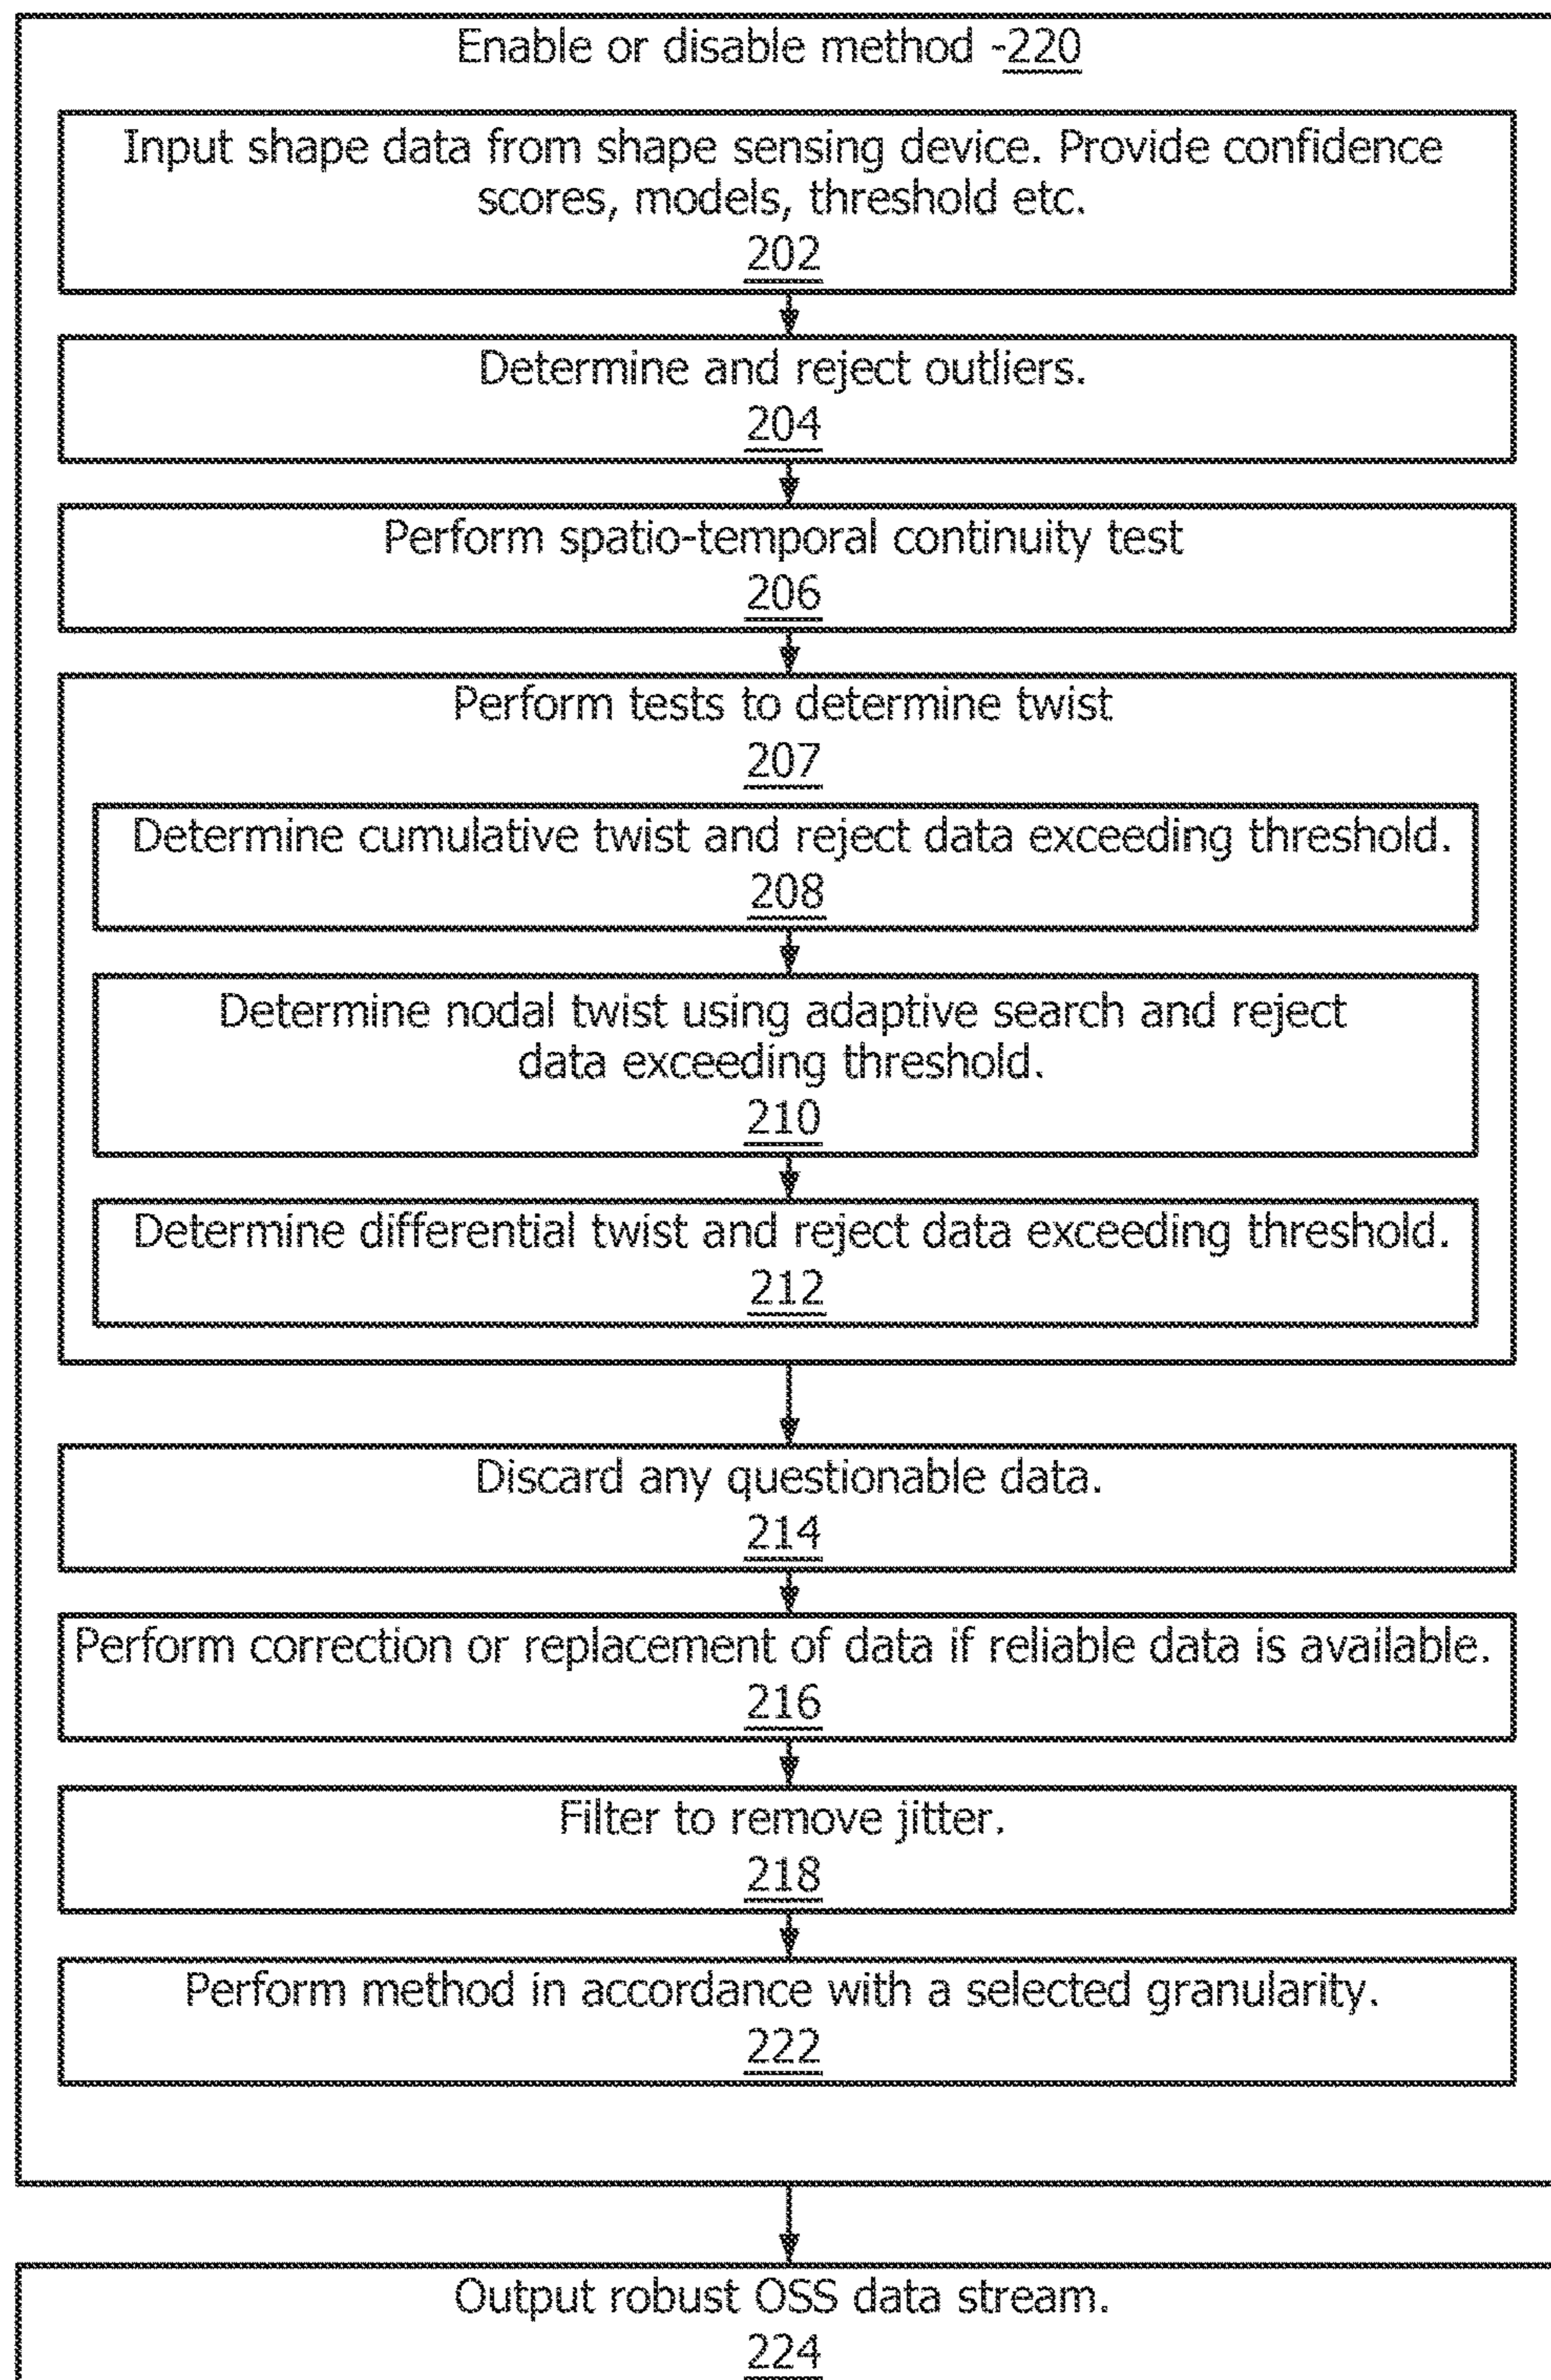 Enable or disable method -220
Input shape data from shape sensing device. Provide confidence
scores, models, threshold etc.
202
Determine and reject outliers.
204
Perform spatio-temporal continuity test
206
Perform tests to determine twist
207
Determine cumulative twist and reject data exceeding threshold.
208
Determine nodal twist using adaptive search and reject
data exceeding threshold.
210
Determine differential twist and reject data exceeding threshold.
212
Discard any questionable data.
214
Perform correction or replacement of data if reliable data is available.
216
Filter to remove jitter.
218
Perform method in accordance with a selected granularity.
222
Output robust OSS data stream.
224